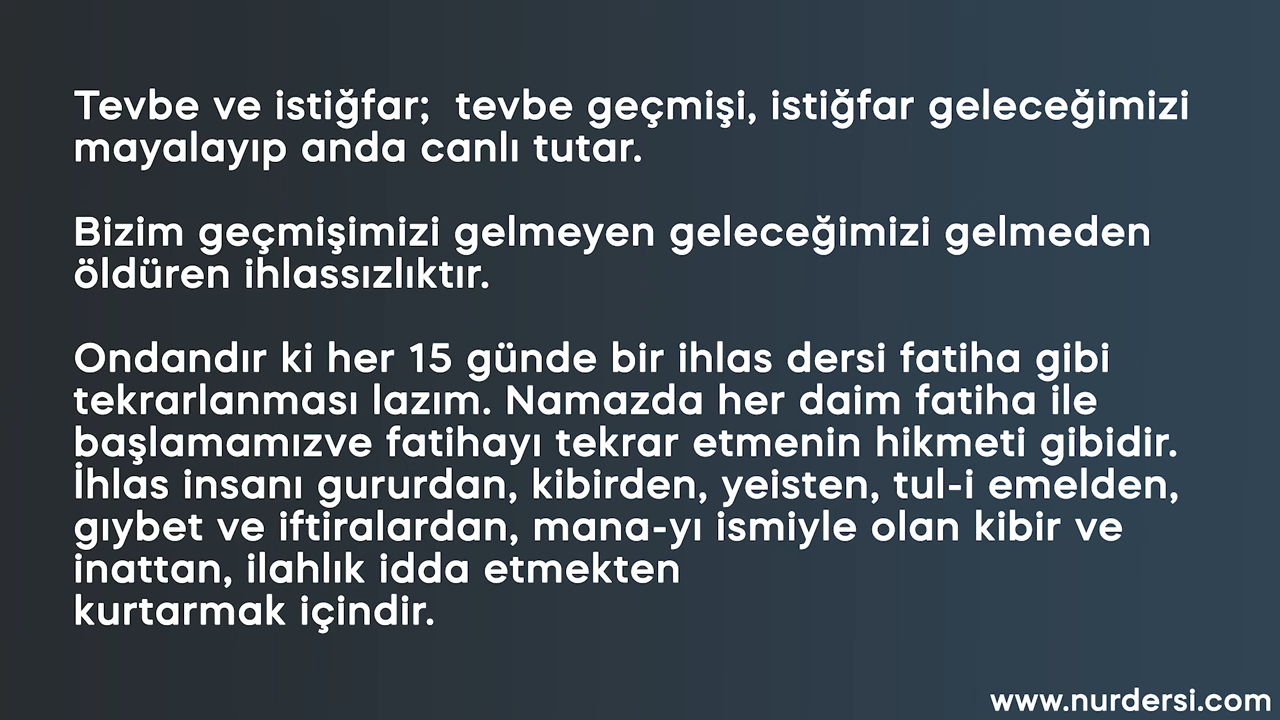 Tevbe ve istiğfar;  tevbe geçmişi, istiğfar geleceğimizi
mayalayıp anda canlı tutar.
Bizim geçmişimizi gelmeyen geleceğimizi gelmeden
öldüren ihlassızlıktır.
Ondandır ki her 15 günde bir ihlas dersi fatiha gibi
tekrarlanması lazım. Namazda her daim fatiha ile
başlamamızve fatihayı tekrar etmenin hikmeti gibidir.
İhlas insanı gururdan, kibirden, yeisten, tul-i emelden,
gıybet ve iftiralardan, mana-yı ismiyle olan kibir ve
inattan, ilahlık idda etmekten
kurtarmak içindir.
www.nurdersi.com